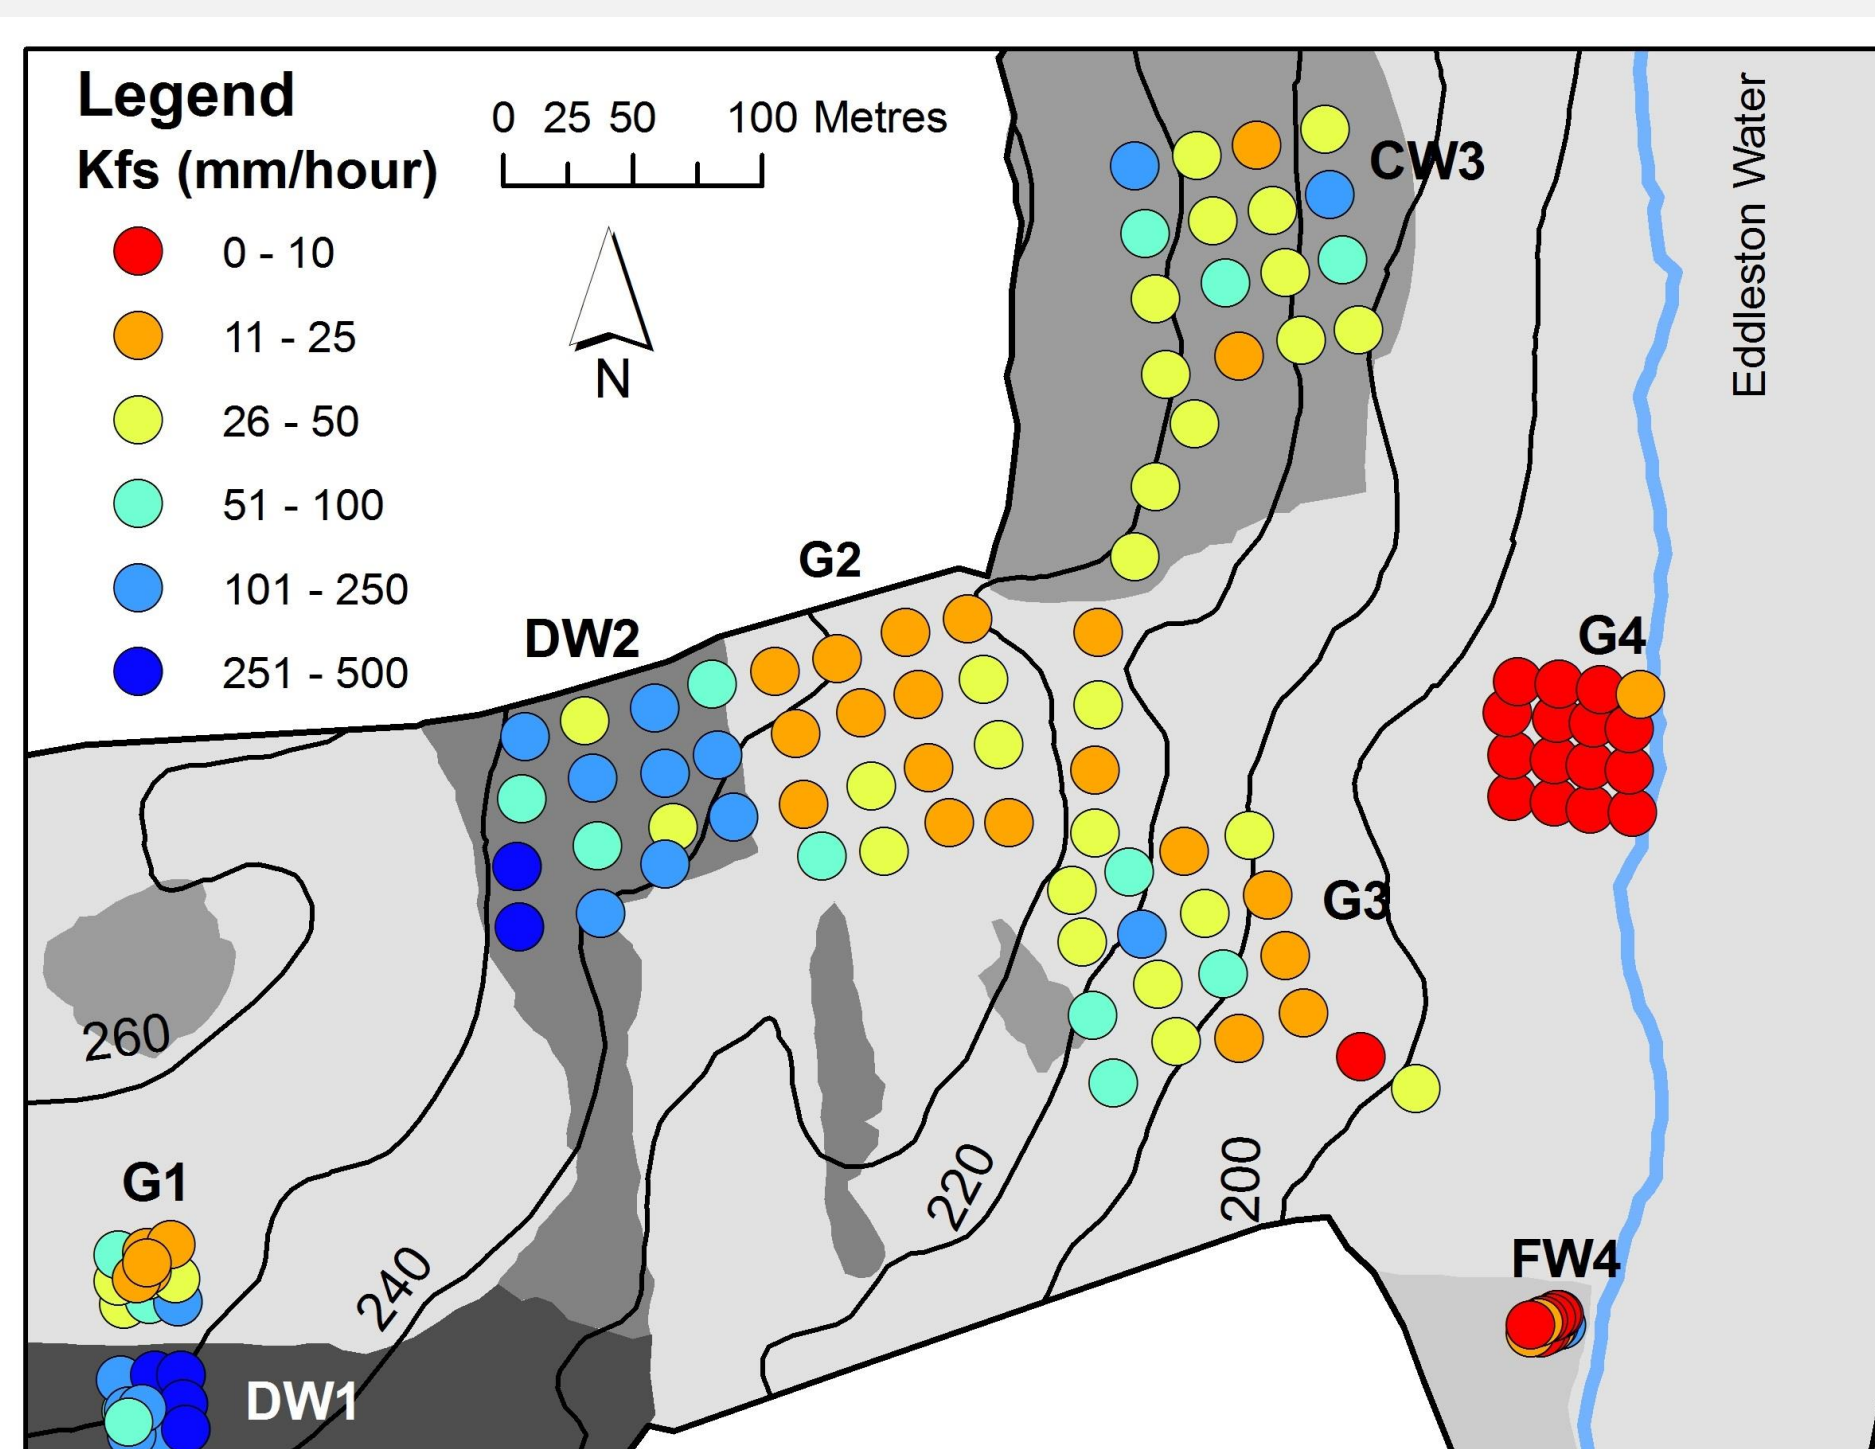 Legend
Kfs (mm/hour)
0 - 10
11 - 25
26 - 50
51 - 100
101 - 250
251 - 500
0 25 50 100 Metres
N
CW3
Eddleston Water
G2
DW2
G4
G3
260
G1
220
200
240
FW4
DW1